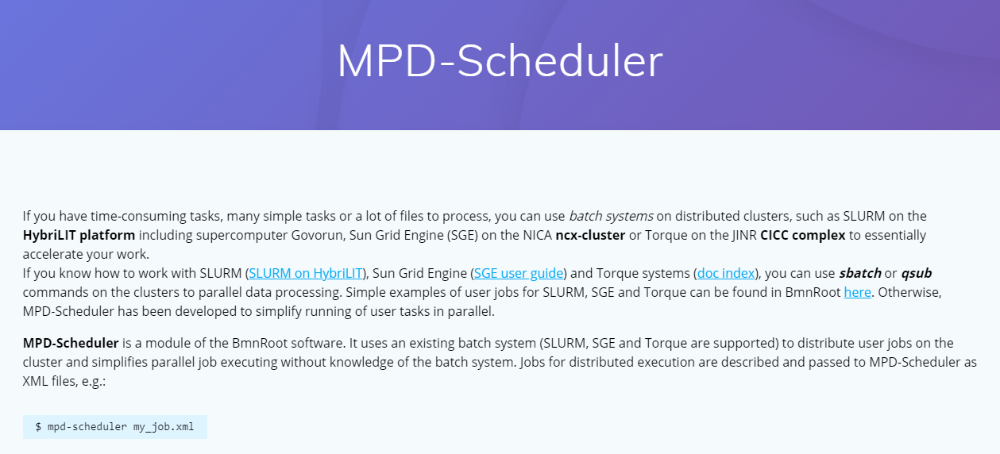 MPD-Scheduler
If you have time-consuming tasks, many simple tasks or a lot of files to process, you can use batch systems on distributed clusters, such as SLURM on the
HybriLIT platform including supercomputer Govorun, Sun Grid Engine (SGE) on the NICA ncx-cluster or Torque on the JINR CICC complex to essentially
accelerate your work.
If you know how to work with SLURM (SLURM on HybriLIT), Sun Grid Engine (SGE user guide) and Torque systems (doc index), you can use sbatch or qsub
commands on the clusters to parallel data processing. Simple examples of user jobs for SLURM, SGE and Torque can be found in BmnRoot here. Otherwise,
MPD-Scheduler has been developed to simplify running of user tasks in parallel.
MPD-Scheduler is a module of the BmnRoot software. It uses an existing batch system (SLURM, SGE and Torque are supported) to distribute user jobs on the
cluster and simplifies parallel job executing without knowledge of the batch system. Jobs for distributed execution are described and passed to MPD-Scheduler as
XML files, e.g.:
$ mpd-scheduler my_job.xml